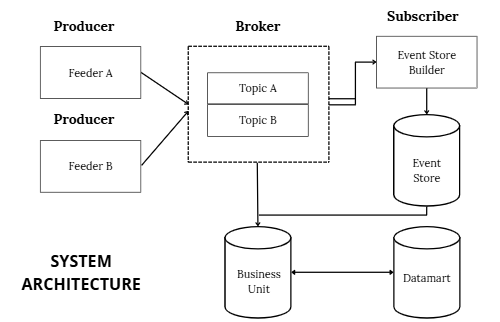 Producer
Broker
Subscriber
Feeder A
Event Store
Builder
Topic A
Topic B
Producer
Feeder B
Event
Store
SYSTEM
ARCHITECTURE
Business
Unit
Datamart